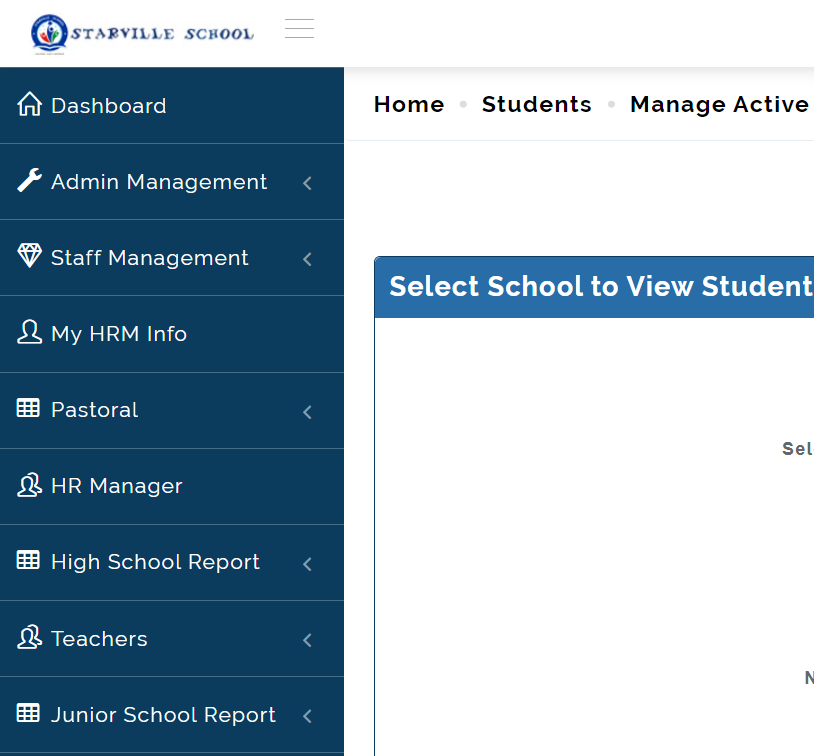 STARVILLE SCHOOL
Dashboard
Admin Management
Staff Management
My HRM Info
Pastoral
HR Manager
High School Report
Teachers
Junior School Report
Home • Students • Manage Active
Select School to View Student
Sel
N